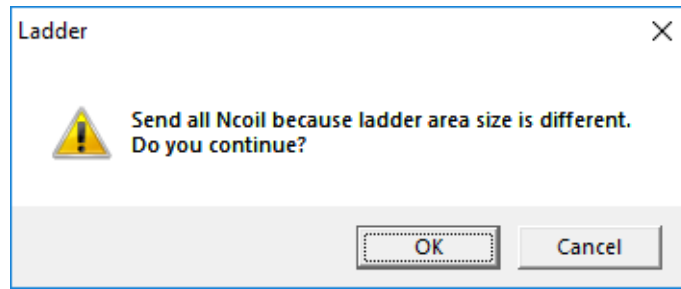 Ladder
Send all Ncoil because ladder area size is different.
Do you continue?
OK
Cancel